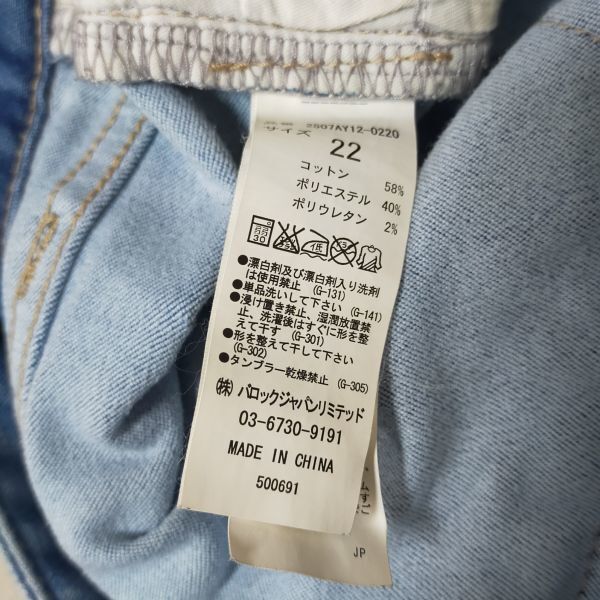 2507AY12-0220
サイズ
22
コットン 58%
ポリエステル 40%
ポリウレタン 2%
30 低
●漂白剤及び漂白剤入り洗剤
は使用禁止 (G-131)
●単品洗いして下さい (G-141)
●浸け置き禁止、湿潤放置禁
止、洗濯後はすぐに形を整
えて干す (G-301)
●形を整えて干して下さい
(G-302)
●タンブラー乾燥禁止 (G-305)
(株) バロックジャパンリミテッド
03-6730-9191
MADE IN CHINA
500691
JP